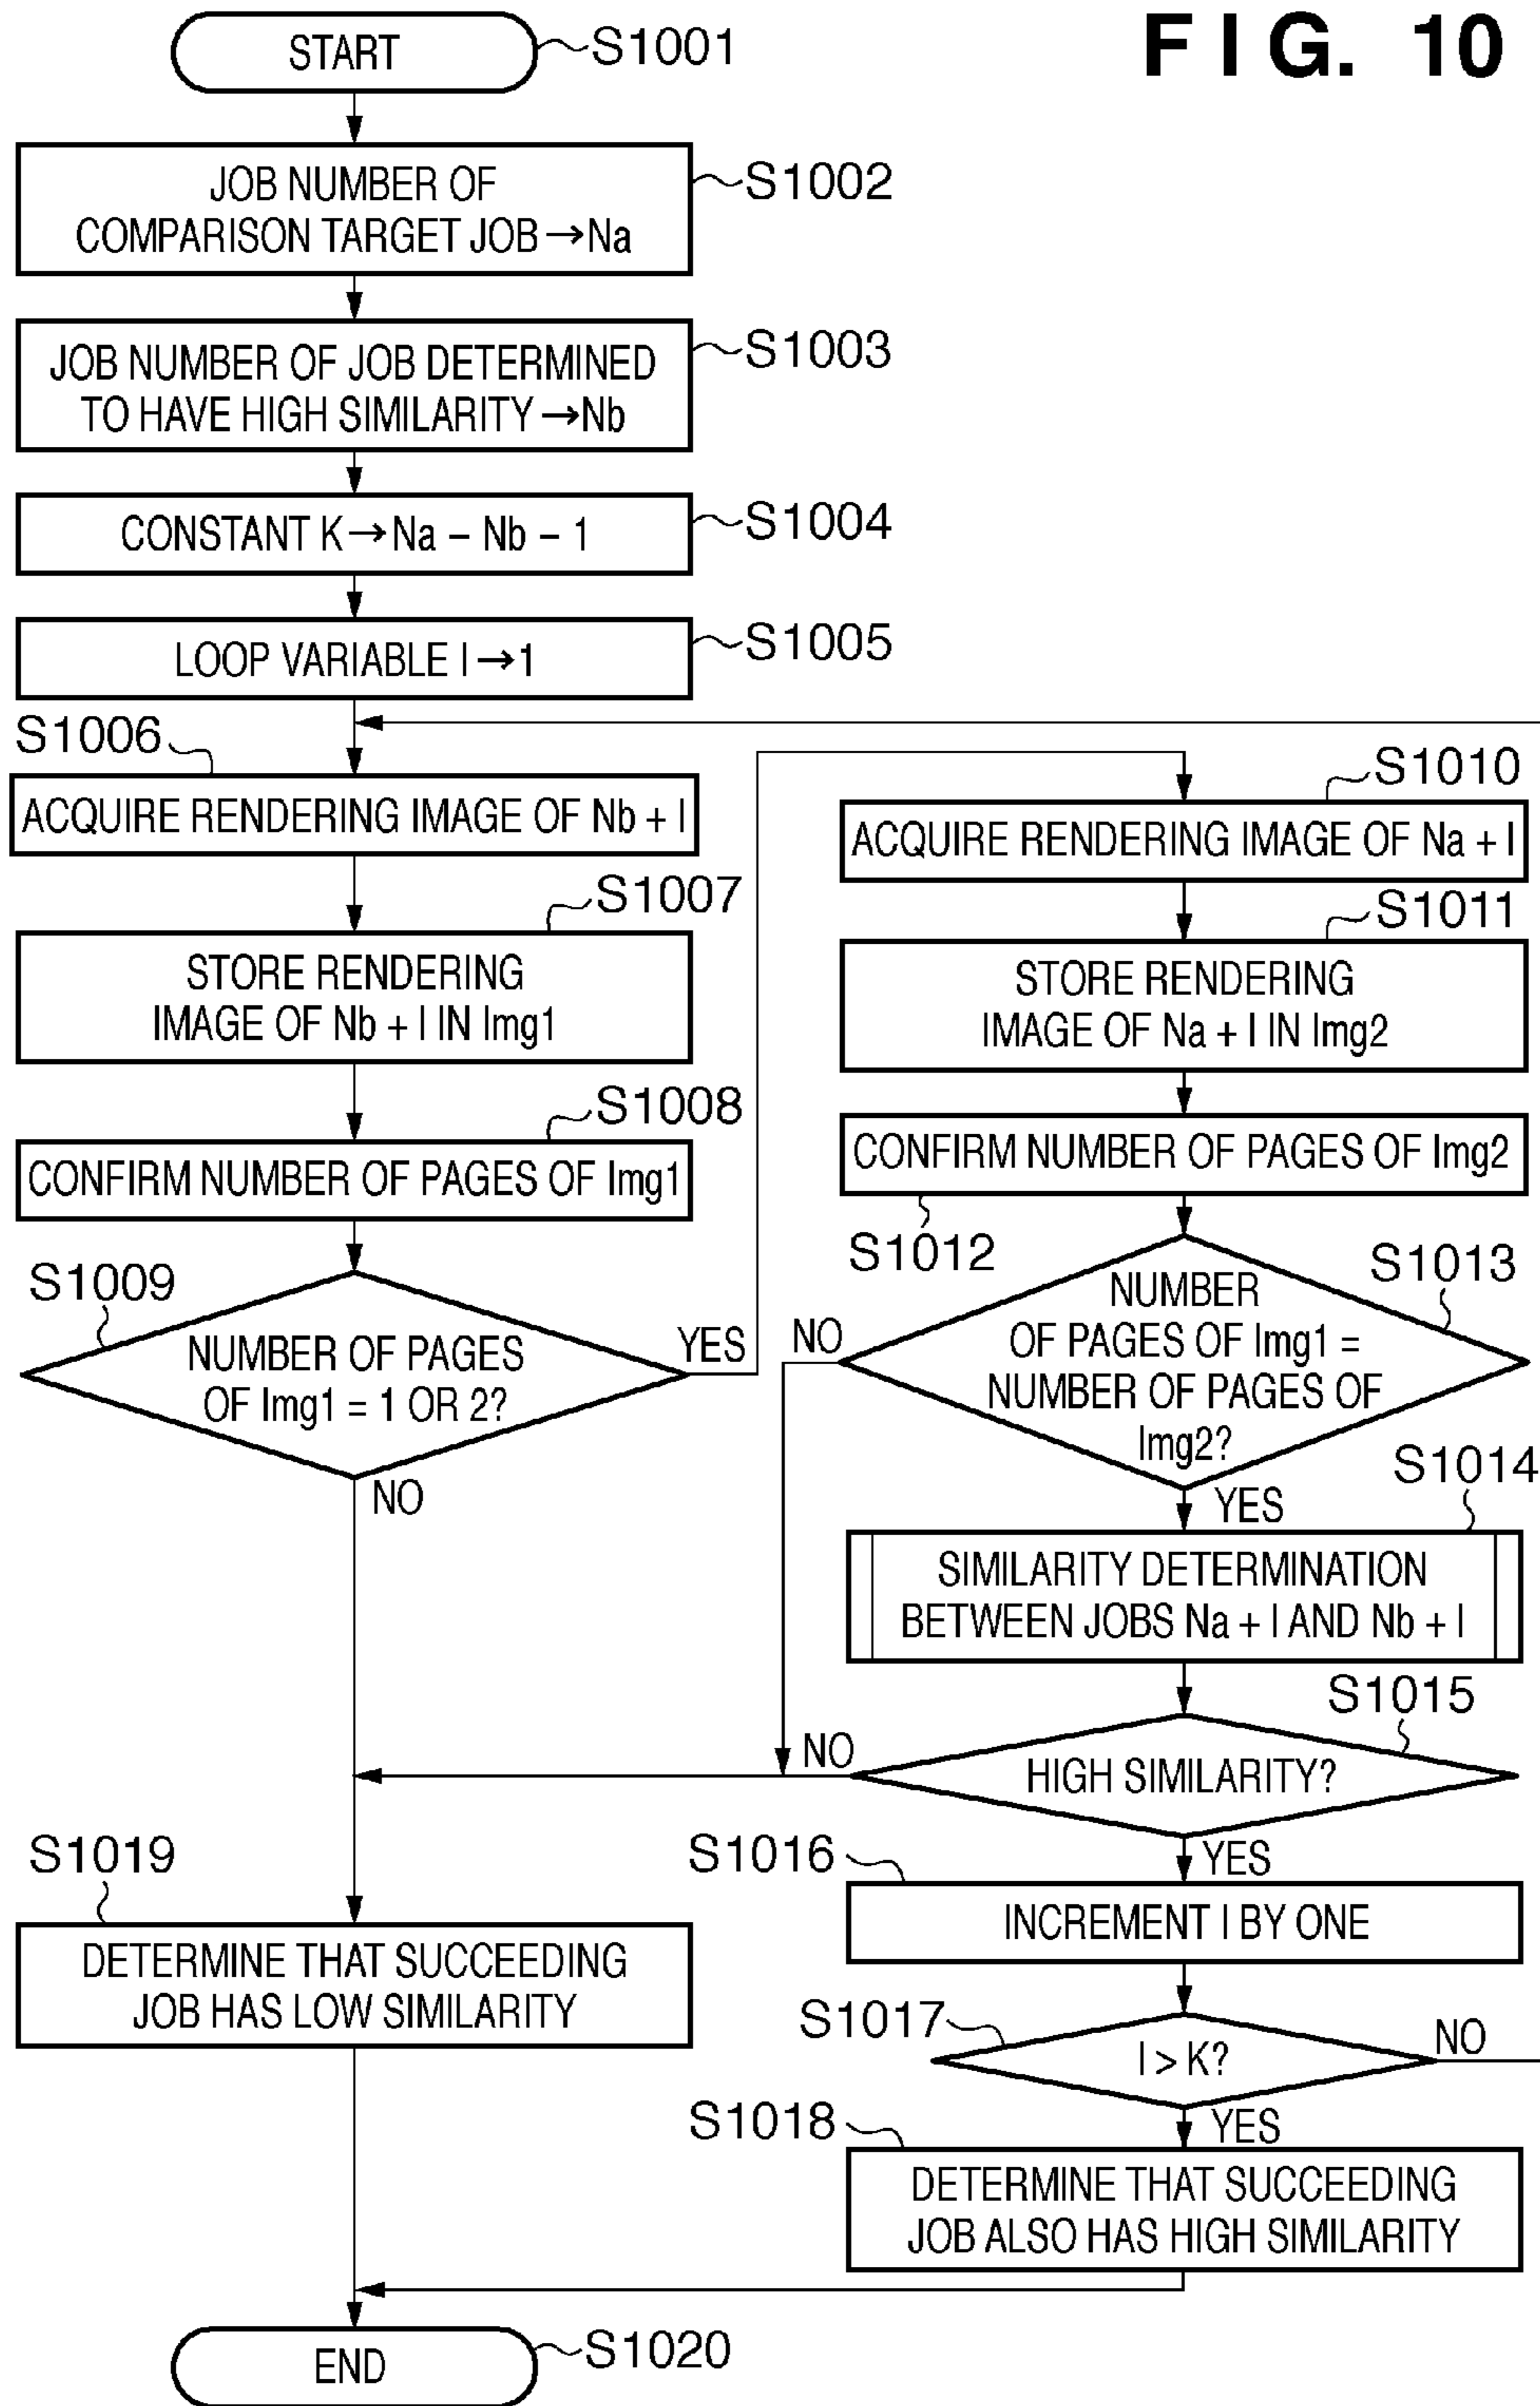 FIG. 10
START
S1001
JOB NUMBER OF
COMPARISON TARGET JOB→Na
S1002
JOB NUMBER OF JOB DETERMINED
TO HAVE HIGH SIMILARITY→Nb
S1003
CONSTANT K→Na – Nb – 1
S1004
LOOP VARIABLE I→1
S1005
S1006
ACQUIRE RENDERING IMAGE OF Nb + I
S1007
STORE RENDERING
IMAGE OF Nb + I IN Img1
S1008
CONFIRM NUMBER OF PAGES OF Img1
S1009
NUMBER OF PAGES
OF Img1 = 1 OR 2?
YES
NO
S1010
ACQUIRE RENDERING IMAGE OF Na + I
S1011
STORE RENDERING
IMAGE OF Na + I IN Img2
CONFIRM NUMBER OF PAGES OF Img2
S1012
S1013
NUMBER
OF PAGES OF Img1 =
NUMBER OF PAGES OF
Img2?
NO
YES
S1014
SIMILARITY DETERMINATION
BETWEEN JOBS Na + I AND Nb + I
S1015
HIGH SIMILARITY?
NO
YES
S1016
INCREMENT I BY ONE
S1017
I > K?
NO
YES
S1018
DETERMINE THAT SUCCEEDING
JOB ALSO HAS HIGH SIMILARITY
S1019
DETERMINE THAT SUCCEEDING
JOB HAS LOW SIMILARITY
END
S1020